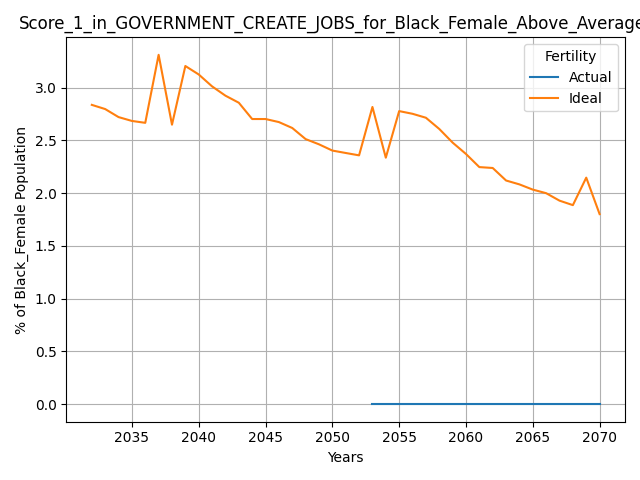 Score_1_in_GOVERNMENT_CREATE_JOBS_for_Black_Female_Above_Average
Fertility
Actual
Ideal
% of Black_Female Population
3.0
2.5
2.0
1.5
1.0
0.5
0.0
2035 2040 2045 2050 2055 2060 2065 2070
Years